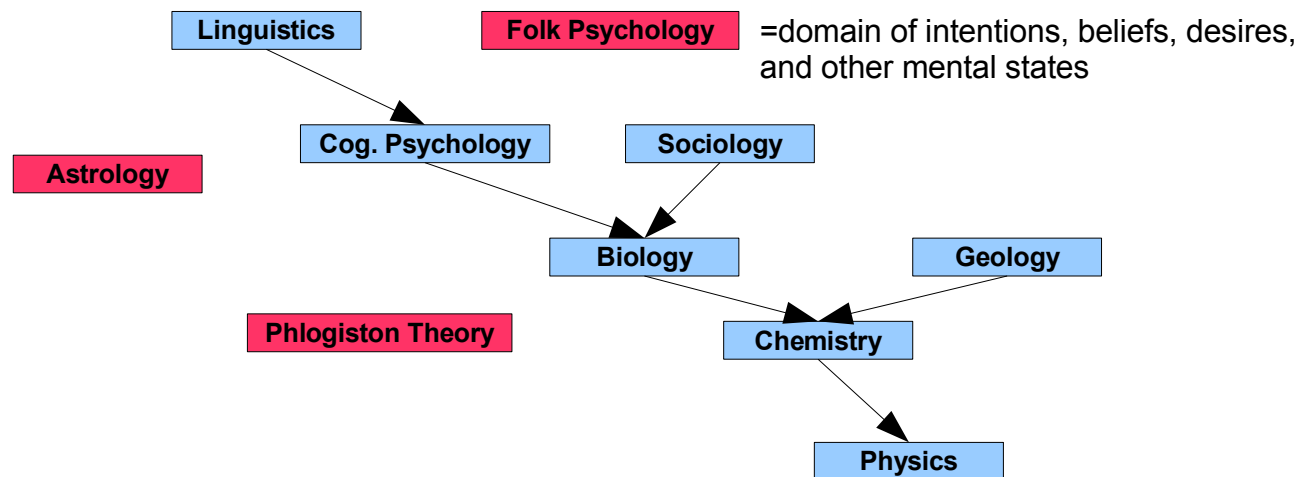 Linguistics
Folk Psychology
=domain of intentions, beliefs, desires,
and other mental states
Cog. Psychology
Sociology
Astrology
Biology
Geology
Phlogiston Theory
Chemistry
Physics